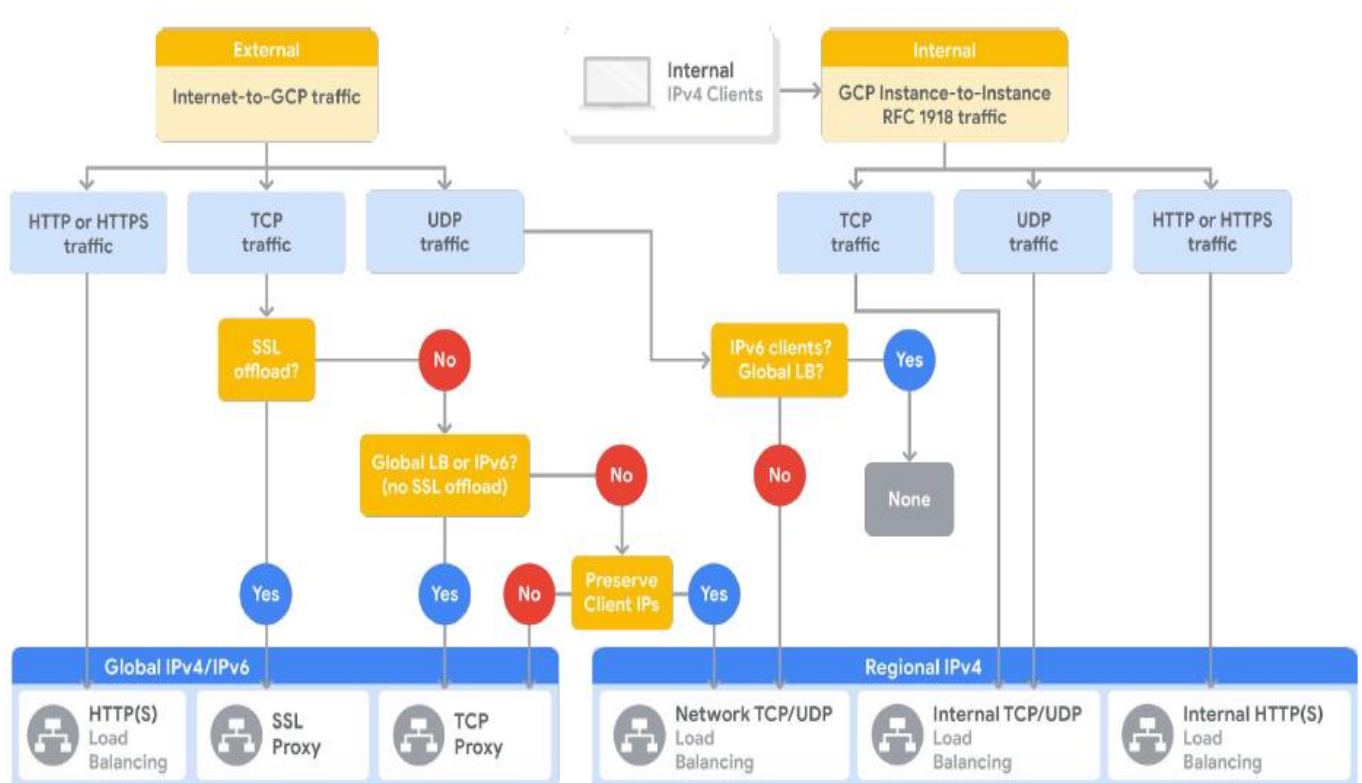 External
Internet-to-GCP traffic
Internal
IPv4 Clients
Internal
GCP Instance-to-Instance
RFC 1918 traffic
HTTP or HTTPS
traffic
TCP
traffic
UDP
traffic
TCP
traffic
UDP
traffic
HTTP or HTTPS
traffic
SSL
offload?
No
IPv6 clients?
Global LB?
Yes
Global LB or IPv6?
(no SSL offload)
No
No
None
Yes
Yes
No
Preserve
Client IPs
Yes
Global IPv4/IPv6
HTTP(S)
Load
Balancing
SSL
Proxy
TCP
Proxy
Regional IPv4
Network TCP/UDP
Load
Balancing
Internal TCP/UDP
Load
Balancing
Internal HTTP(S)
Load
Balancing